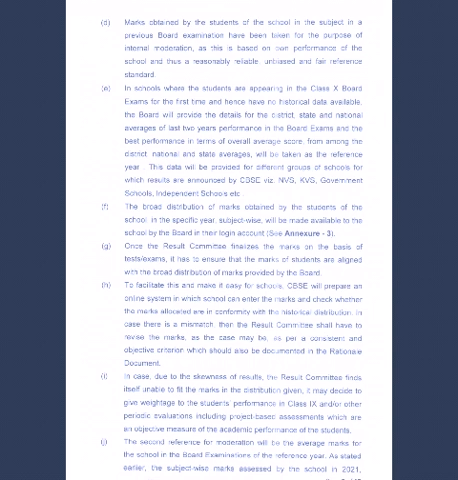 (d) Marks obtained by the students of the school in the subject in a
previous Board examination have been taken for the purpose of
internal moderation, as this is based on own performance of the
school and thus a reasonably reliable, unbiased and fair reference
standard.
(e) In schools where the students are appearing in the Class X Board
Exams for the first time and hence have no historical data available,
the Board will provide the details for the district, state and national
averages of last two years performance in the Board Exams and the
best performance in terms of overall average score, from among the
district, national and state averages, will be taken as the reference
year. This data will be provided for different groups of schools for
which results are announced by CBSE viz. NVS, KVS, Government
Schools, Independent Schools etc
(f) The broad distribution of marks obtained by the students of the
school in the specific year, subject-wise, will be made available to the
school by the Board in their login account (See Annexure - 3).
(g) Once the Result Committee finalizes the marks on the basis of
tests/exams, it has to ensure that the marks of students are aligned
with the broad distribution of marks provided by the Board.
(h) To facilitate this and make it easy for schools, CBSE will prepare an
online system in which school can enter the marks and check whether
the marks allocated are in conformity with the historical distribution. In
case there is a mismatch, then the Result Committee shall have to
revise the marks, as the case may be, as per a consistent and
objective criterion which should also be documented in the Rationale
Document.
(i) In case, due to the skewness of results, the Result Committee finds
itself unable to fit the marks in the distribution given, it may decide to
give weightage to the students' performance in Class IX and/or other
periodic evaluations including project-based assessments which are
an objective measure of the academic performance of the students.
(j) The second reference for moderation will be the average marks for
the school in the Board Examinations of the reference year. As stated
earlier, the subject-wise marks assessed by the school in 2021,